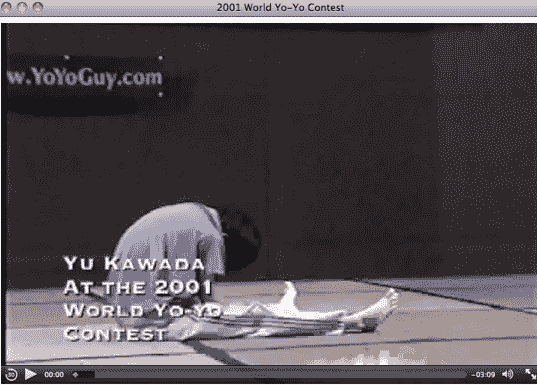 2001 World Yo-Yo Contest
w.YoYoGuy.com
YU KAWADA
AT THE 2001
WORLD YO-YO
CONTEST
00:00
-03:09